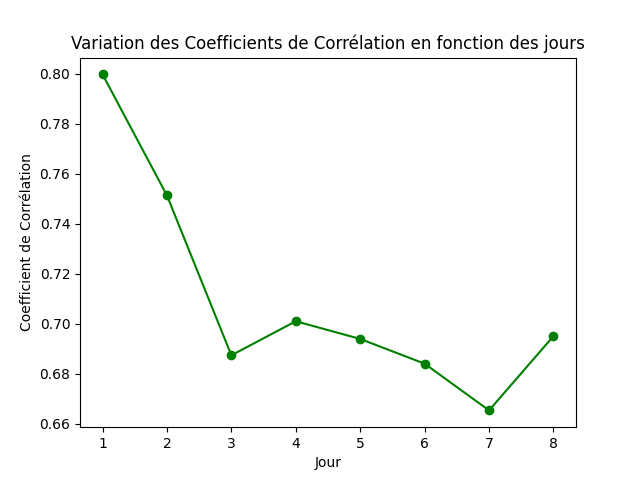 Variation des Coefficients de Corrélation en fonction des jours
0.80
0.78
0.76
0.74
0.72
0.70
0.68
0.66
Coefficient de Corrélation
1 2 3 4 5 6 7 8
Jour